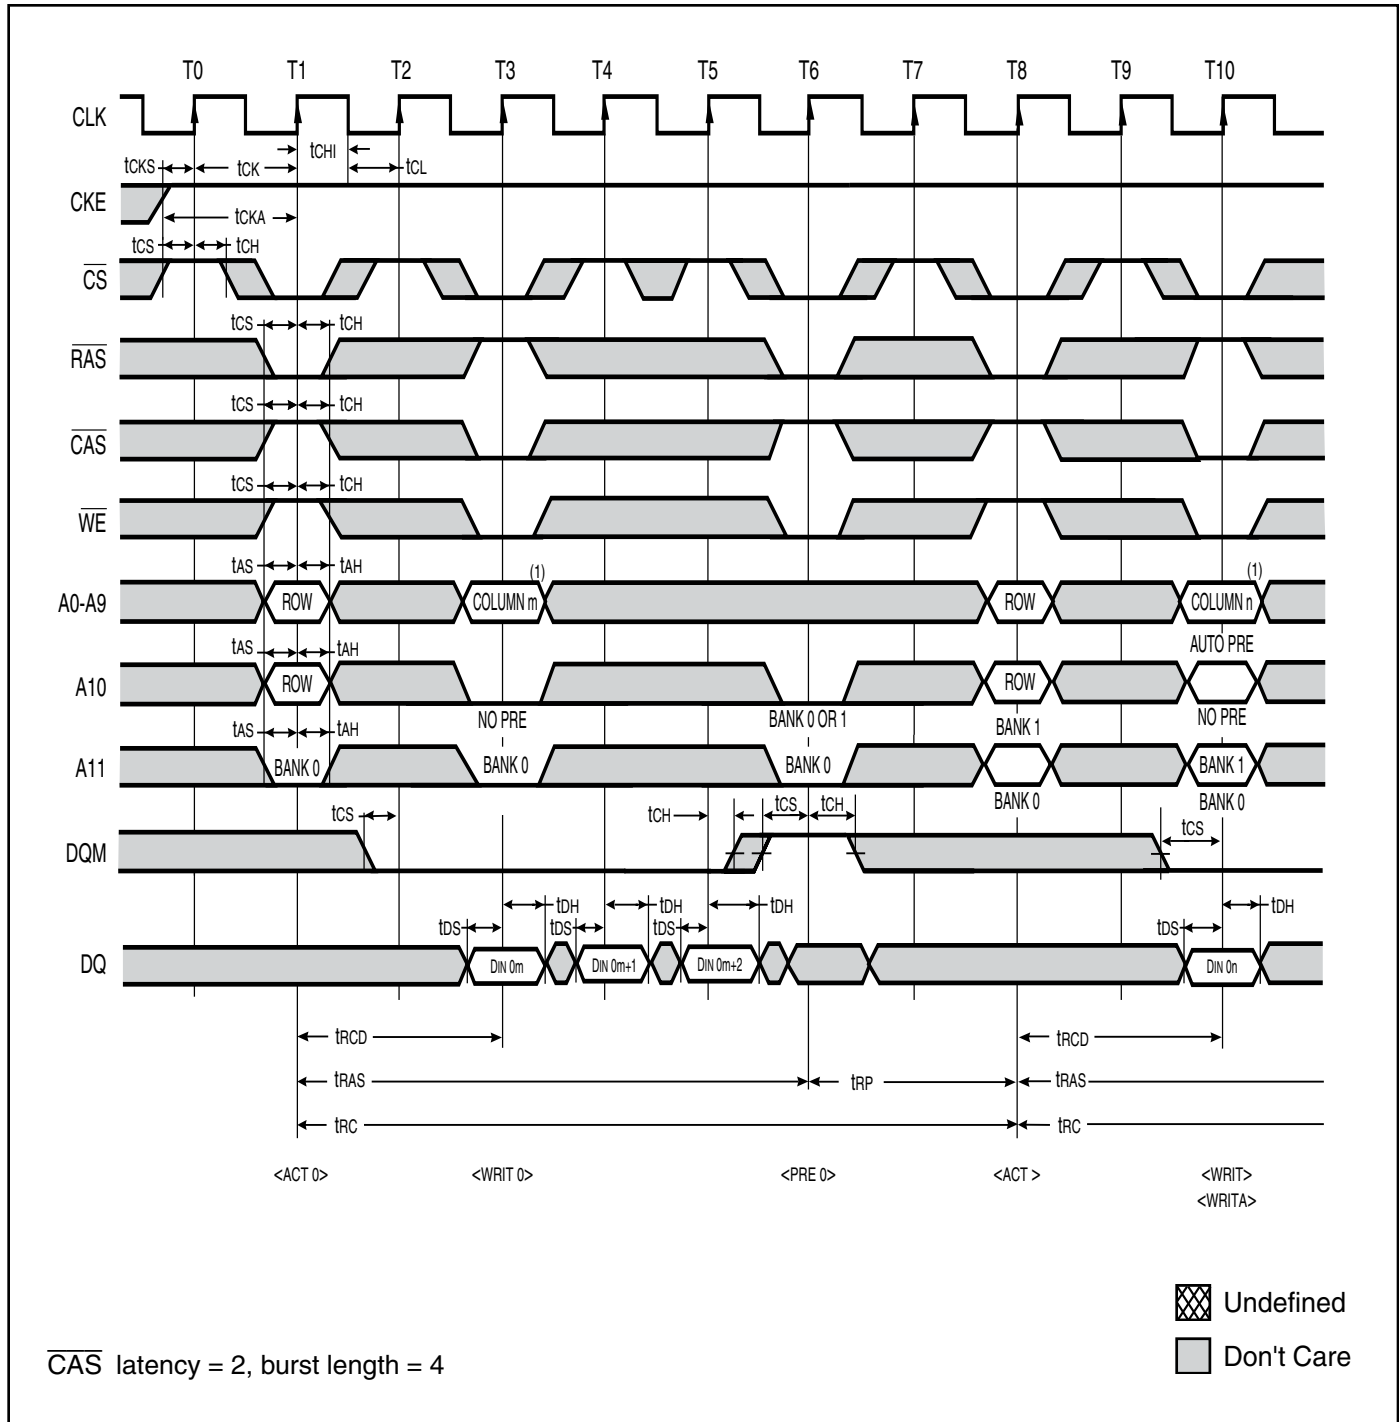 T0 T1 T2 T3 T4 T5 T6 T7 T8 T9 T10
CLK
tCHI
tCKS tCK tCL
CKE
tCKA
tCS tCH
CS
tCS tCH
RAS
tCS tCH
CAS
tCS tCH
WE
tAS tAH (1) (1)
A0-A9 ROW COLUMN m ROW COLUMN n
tAS tAH AUTO PRE
A10 ROW ROW
NO PRE BANK 0 OR 1 BANK 1 NO PRE
tAS tAH
A11 BANK 0 BANK 0 BANK 0 BANK 1
BANK 0 BANK 0
tCS tCH tCS tCH tCS
DQM
tDH tDH tDH tDH
tDS tDS tDS tDS
DQ DIN 0m DIN 0m+1 DIN 0m+2 DIN 0n
tRCD tRCD
tRAS tRP tRAS
tRC tRC
<ACT 0> <WRIT 0> <PRE 0> <ACT > <WRIT>
<WRITA>
Undefined
Don't Care
CAS latency = 2, burst length = 4